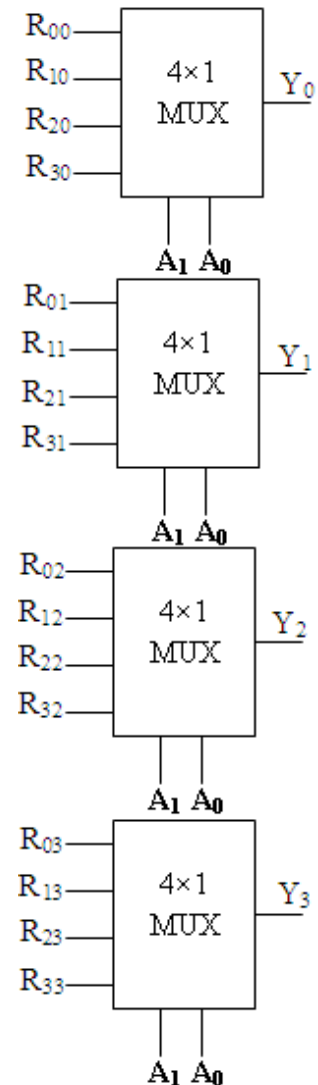 R₀₀
R₁₀
R₂₀
R₃₀
4×1
MUX
Y₀
A₁ A₀
R₀₁
R₁₁
R₂₁
R₃₁
4×1
MUX
Y₁
A₁ A₀
R₀₂
R₁₂
R₂₂
R₃₂
4×1
MUX
Y₂
A₁ A₀
R₀₃
R₁₃
R₂₃
R₃₃
4×1
MUX
Y₃
A₁ A₀